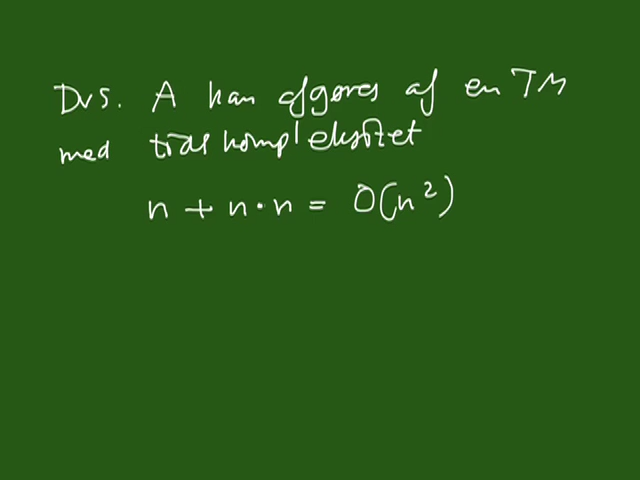 Dvs. A kan afgøres af en TM
med tidskompleksitet
n + n · n = O(n²)